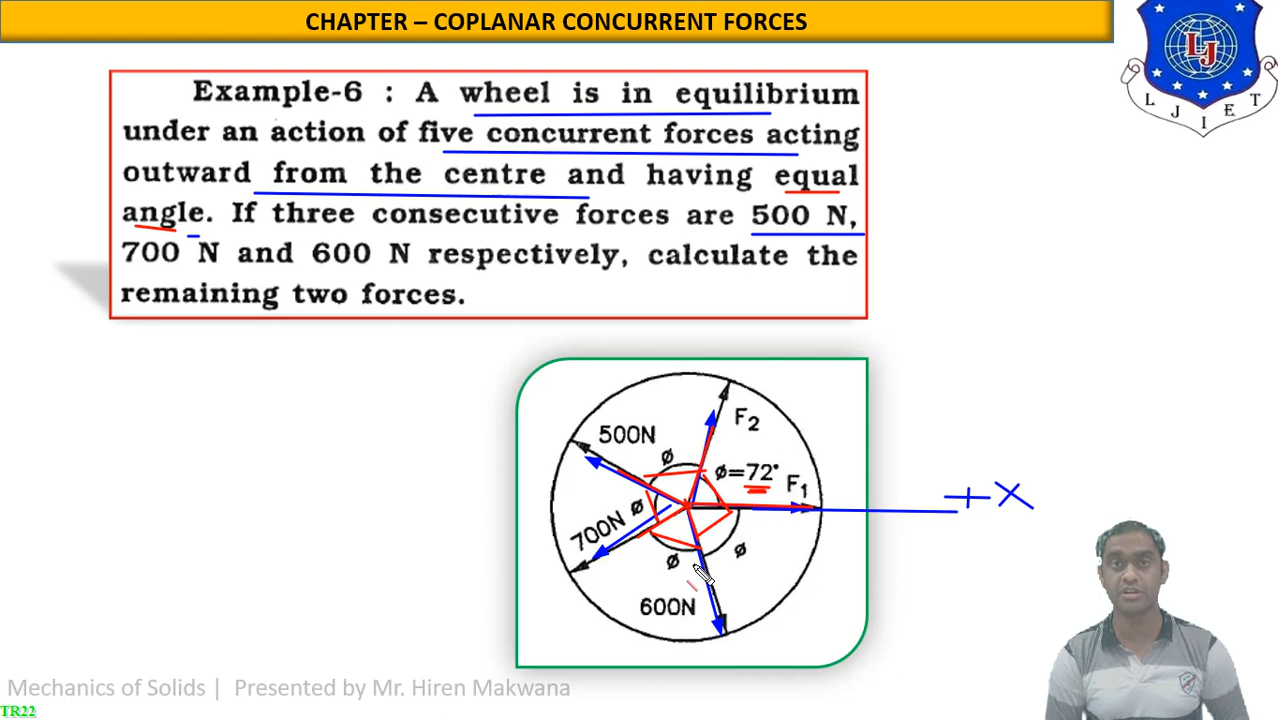 CHAPTER – COPLANAR CONCURRENT FORCES
LJ
L J I E T
Example-6 : A wheel is in equilibrium
under an action of five concurrent forces acting
outward from the centre and having equal
angle. If three consecutive forces are 500 N,
700 N and 600 N respectively, calculate the
remaining two forces.
F2
500N
ø
ø=72°
F1
+X
ø
700N
ø
ø
600N
Mechanics of Solids | Presented by Mr. Hiren Makwana
TR22